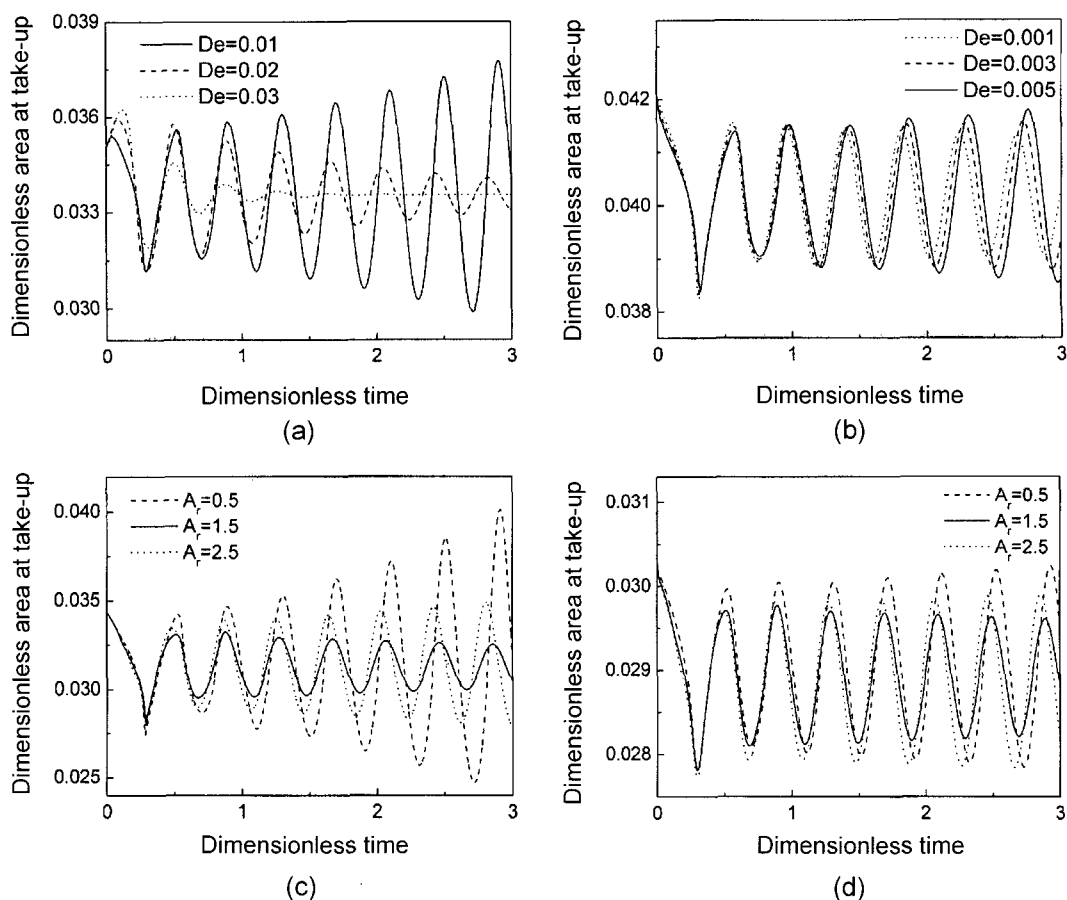 Dimensionless area at take-up
0.039
0.036
0.033
0.030
De=0.01
De=0.02
De=0.03
0 1 2 3
Dimensionless time
(a)
Dimensionless area at take-up
0.042
0.040
0.038
De=0.001
De=0.003
De=0.005
0 1 2 3
Dimensionless time
(b)
Dimensionless area at take-up
0.040
0.035
0.030
0.025
A_r=0.5
A_r=1.5
A_r=2.5
0 1 2 3
Dimensionless time
(c)
Dimensionless area at take-up
0.031
0.030
0.029
0.028
A_r=0.5
A_r=1.5
A_r=2.5
0 1 2 3
Dimensionless time
(d)